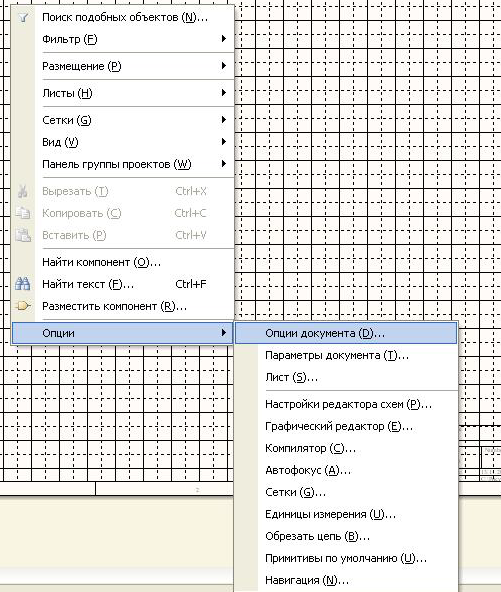 Поиск подобных объектов (N)...
Фильтр (F)
Размещение (P)
Листы (H)
Сетки (G)
Вид (V)
Панель группы проектов (W)
Вырезать (T) Ctrl+X
Копировать (C) Ctrl+C
Вставить (P) Ctrl+V
Найти компонент (O)...
Найти текст (F)... Ctrl+F
Разместить компонент (R)...
Опции
Опции документа (D)...
Параметры документа (T)...
Лист (S)...
Настройки редактора схем (P)...
Графический редактор (E)...
Компилятор (C)...
Автофокус (A)...
Сетки (G)...
Единицы измерения (U)...
Обрезать цепь (B)...
Примитивы по умолчанию (U)...
Навигация (N)...
2